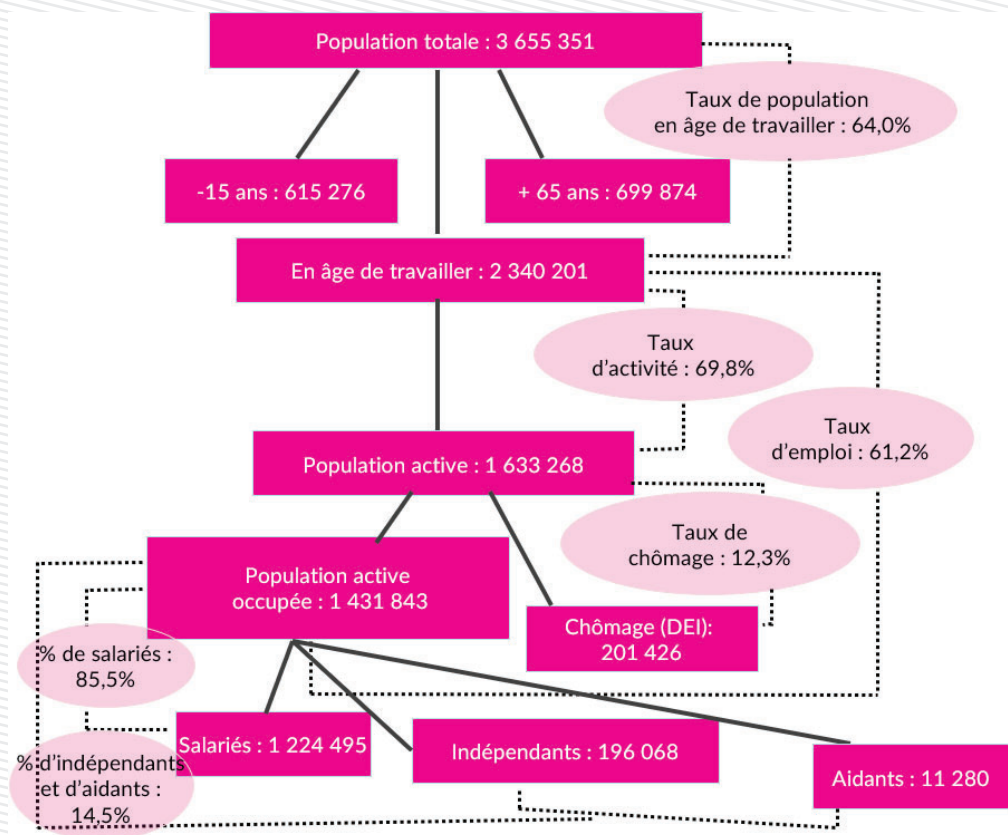 Population totale : 3 655 351
Taux de population
en âge de travailler : 64,0%
-15 ans : 615 276
+ 65 ans : 699 874
En âge de travailler : 2 340 201
Taux
d’activité : 69,8%
Taux
d’emploi : 61,2%
Population active : 1 633 268
Taux de
chômage : 12,3%
Population active
occupée : 1 431 843
Chômage (DEI):
201 426
% de salariés :
85,5%
Salariés : 1 224 495
Indépendants : 196 068
Aidants : 11 280
% d’indépendants
et d’aidants :
14,5%